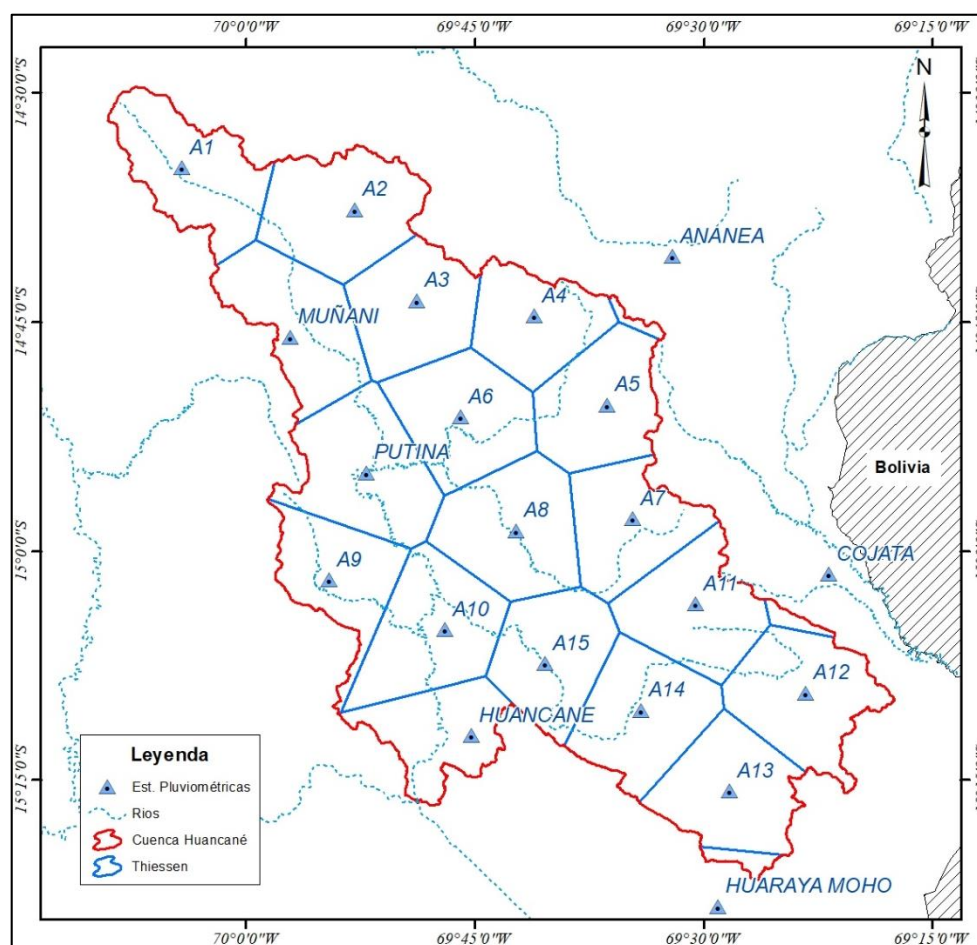 70°0'0"W 69°45'0"W 69°30'0"W 69°15'0"W
N
14°30'0"S
A1
A2
ANANEA
A3
A4
MUÑANI
14°45'0"S
A5
A6
PUTINA
Bolivia
A8
A7
15°0'0"S
A9
COJATA
A10
A11
A15
A12
A14
HUANCANE
Leyenda
Est. Pluviométricas
Rios
Cuenca Huancané
Thiessen
15°15'0"S
A13
HUARAYA MOHO
70°0'0"W 69°45'0"W 69°30'0"W 69°15'0"W